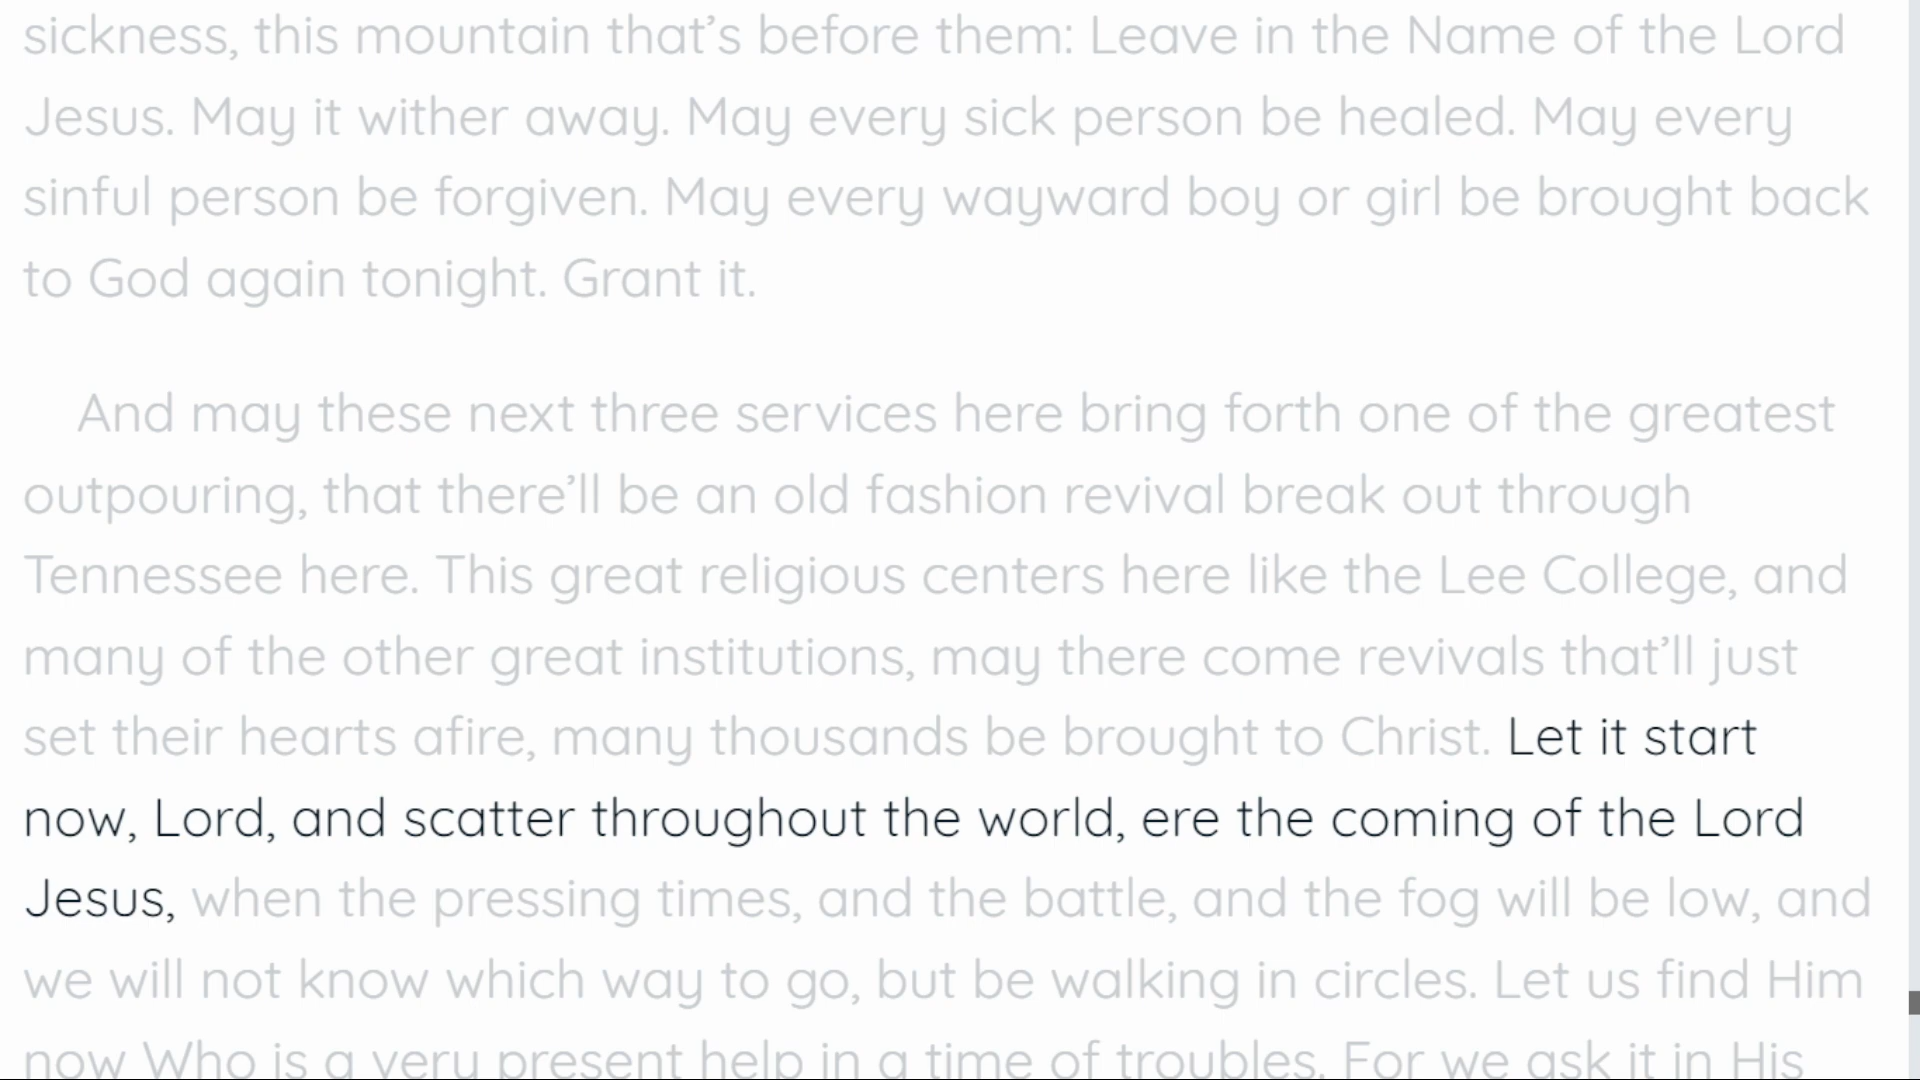 sickness, this mountain that’s before them: Leave in the Name of the Lord
Jesus. May it wither away. May every sick person be healed. May every
sinful person be forgiven. May every wayward boy or girl be brought back
to God again tonight. Grant it.
And may these next three services here bring forth one of the greatest
outpouring, that there’ll be an old fashion revival break out through
Tennessee here. This great religious centers here like the Lee College, and
many of the other great institutions, may there come revivals that’ll just
set their hearts afire, many thousands be brought to Christ. Let it start
now, Lord, and scatter throughout the world, ere the coming of the Lord
Jesus, when the pressing times, and the battle, and the fog will be low, and
we will not know which way to go, but be walking in circles. Let us find Him
now Who is a very present help in a time of troubles. For we ask it in His